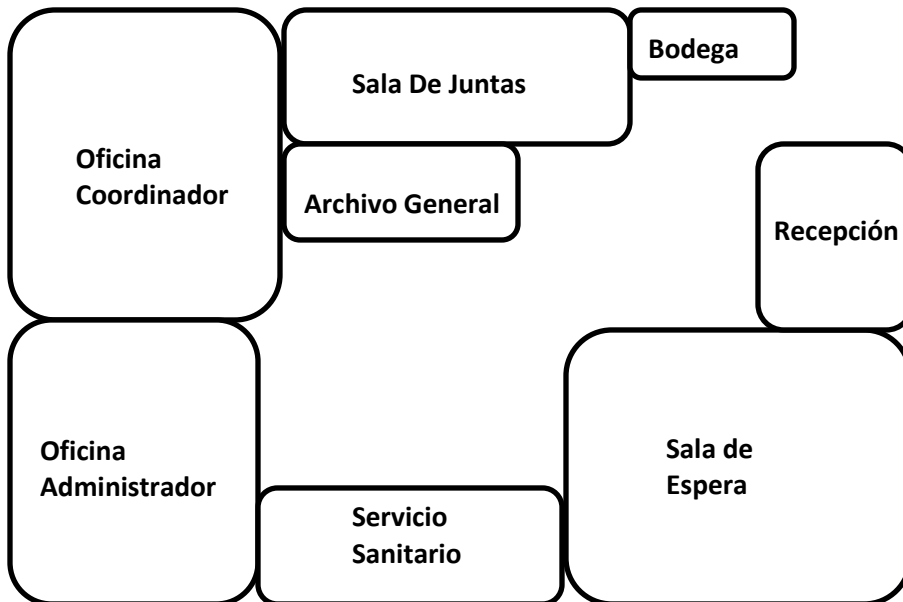 Sala De Juntas
Bodega
Oficina
Coordinador
Archivo General
Recepción
Oficina
Administrador
Servicio
Sanitario
Sala de
Espera